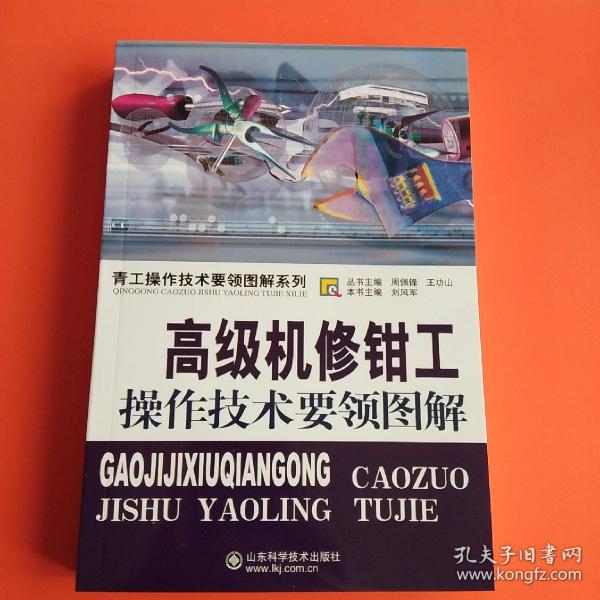 青工操作技术要领图解系列
QINGGONG CAOZUO JISHU YAOLING TUJIE XILIE
丛书主编 周佩锋 王功山
本书主编 刘风军
高级机修钳工
操作技术要领图解
GAOJIJIXIUQIANGONG CAOZUO
JISHU YAOLING TUJIE
山东科学技术出版社
www.lkj.com.cn
孔夫子旧书网
www.kongfz.com